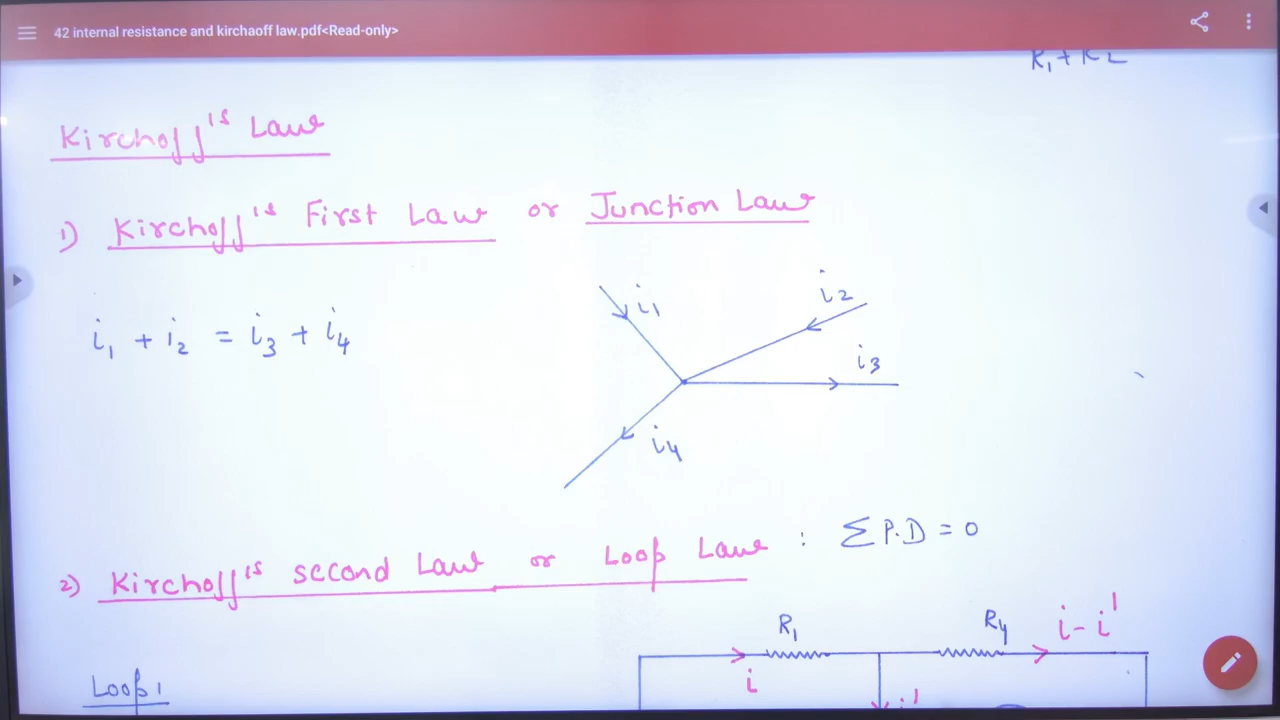 42 internal resistance and kirchaoff law.pdf<Read-only>
R₁ + R₂
Kirchoff's Law
1) Kirchoff's First Law or Junction Law
i₁ + i₂ = i₃ + i₄
i₁
i₂
i₃
i₄
2) Kirchoff's second Law or Loop Law : Σ P.D = 0
R₁
R₄
i - i'
i
i'
Loop 1